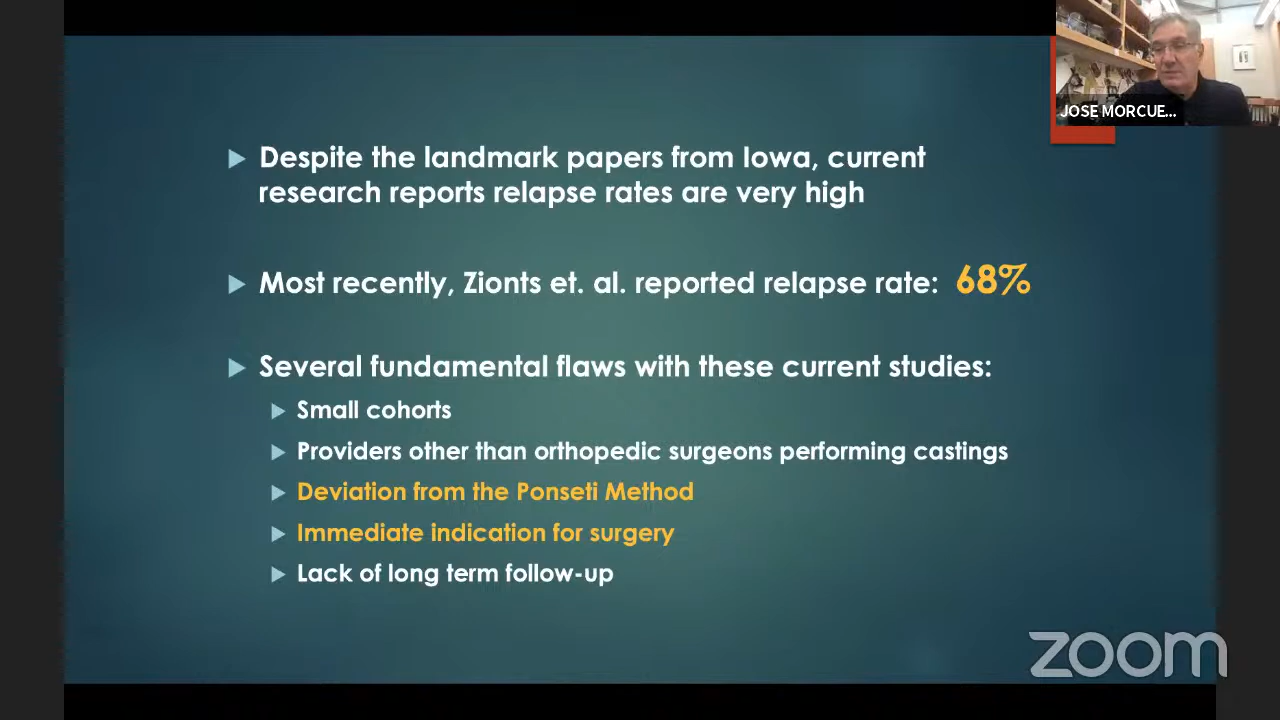 JOSE MORCUE...
Despite the landmark papers from Iowa, current
research reports relapse rates are very high
Most recently, Zionts et. al. reported relapse rate: 68%
Several fundamental flaws with these current studies:
Small cohorts
Providers other than orthopedic surgeons performing castings
Deviation from the Ponseti Method
Immediate indication for surgery
Lack of long term follow-up
zoom